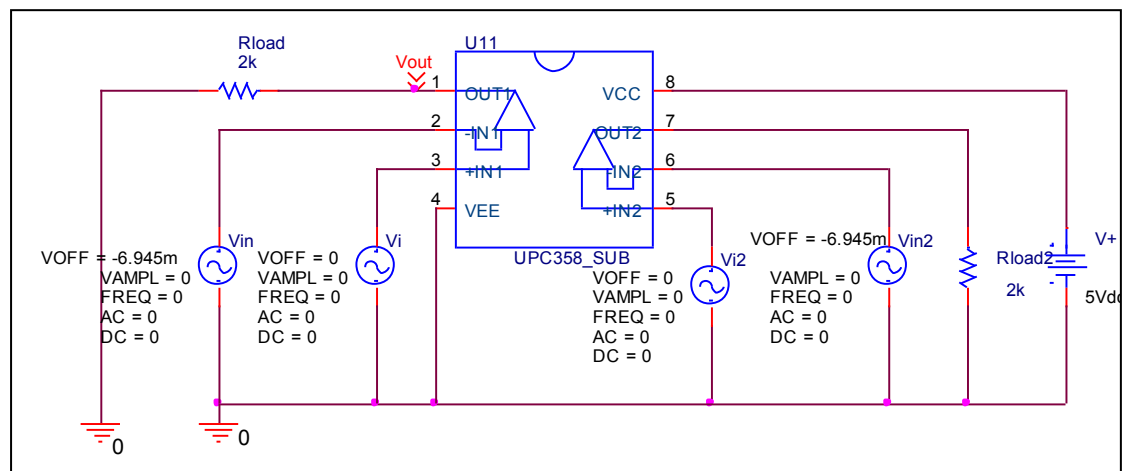 Rload
2k
Vout
U11
1
OUT1
2
-IN1
3
+IN1
4
VEE
8
VCC
7
OUT2
6
-IN2
5
+IN2
UPC358_SUB
Vin
VOFF = -6.945m
VAMPL = 0
FREQ = 0
AC = 0
DC = 0
Vi
VOFF = 0
VAMPL = 0
FREQ = 0
AC = 0
DC = 0
Vi2
VOFF = 0
VAMPL = 0
FREQ = 0
AC = 0
DC = 0
Vin2
VOFF = -6.945m
VAMPL = 0
FREQ = 0
AC = 0
DC = 0
Rload2
2k
V+
5Vdc
0
0